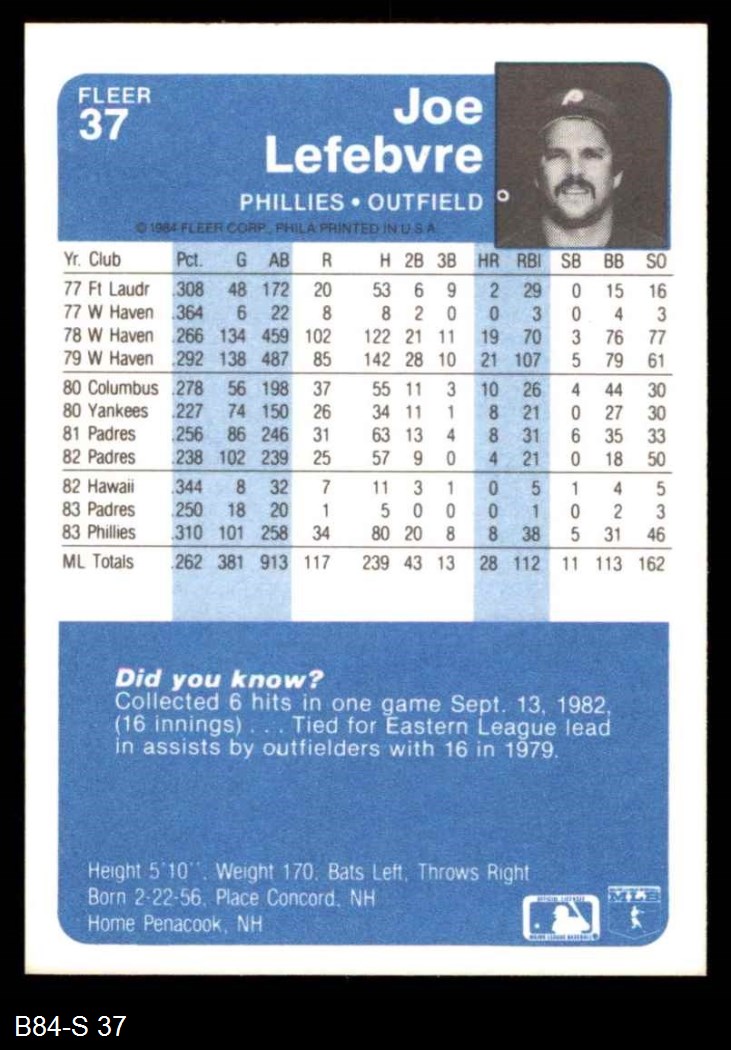 FLEER
37
Joe
Lefebvre
PHILLIES • OUTFIELD
© 1984 FLEER CORP., PHILA PRINTED IN U.S.A.
Yr. Club Pct. G AB R H 2B 3B HR RBI SB BB SO
77 Ft Laudr .308 48 172 20 53 6 9 2 29 0 15 16
77 W Haven .364 6 22 8 8 2 0 0 3 0 4 3
78 W Haven .266 134 459 102 122 21 11 19 70 3 76 77
79 W Haven .292 138 487 85 142 28 10 21 107 5 79 61
80 Columbus .278 56 198 37 55 11 3 10 26 4 44 30
80 Yankees .227 74 150 26 34 11 1 8 21 0 27 30
81 Padres .256 86 246 31 63 13 4 8 31 6 35 33
82 Padres .238 102 239 25 57 9 0 4 21 0 18 50
82 Hawaii .344 8 32 7 11 3 1 0 5 1 4 5
83 Padres .250 18 20 1 5 0 0 0 1 0 2 3
83 Phillies .310 101 258 34 80 20 8 8 38 5 31 46
ML Totals .262 381 913 117 239 43 13 28 112 11 113 162
Did you know?
Collected 6 hits in one game Sept. 13, 1982,
(16 innings) . . . Tied for Eastern League lead
in assists by outfielders with 16 in 1979.
Height 5'10". Weight 170. Bats Left, Throws Right
Born 2-22-56, Place Concord, NH
Home Penacook, NH
MAJOR LEAGUE BASEBALL
B84-S 37